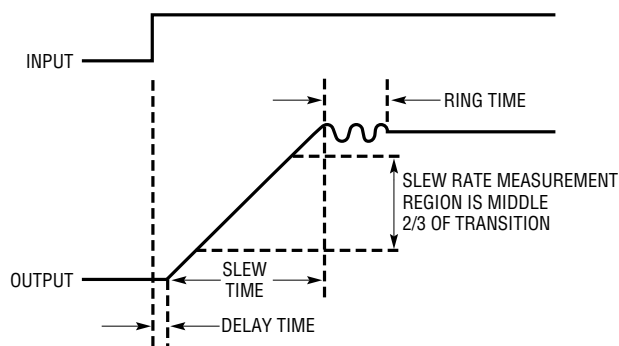 INPUT
RING TIME
SLEW RATE MEASUREMENT
REGION IS MIDDLE
2/3 OF TRANSITION
OUTPUT
SLEW
TIME
DELAY TIME